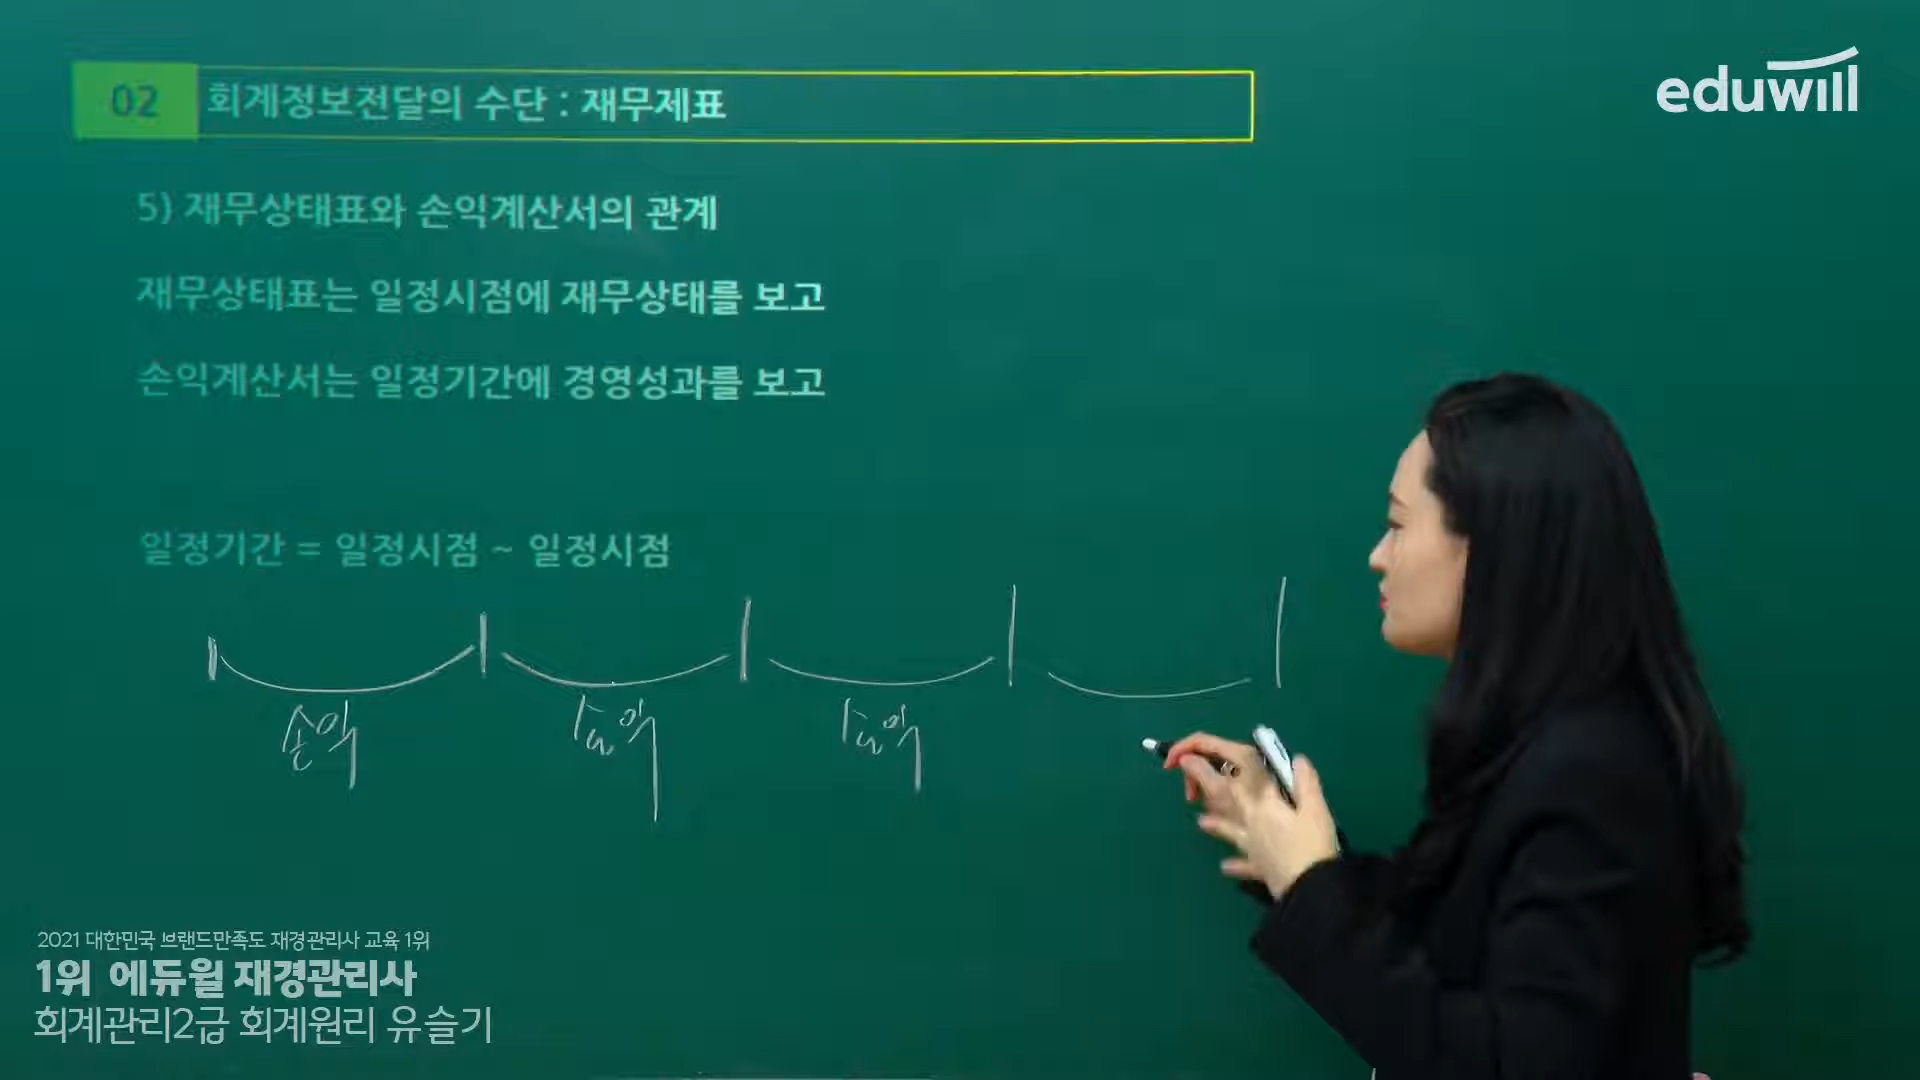 eduwill
02 회계정보전달의 수단 : 재무제표
5) 재무상태표와 손익계산서의 관계
재무상태표는 일정시점에 재무상태를 보고
손익계산서는 일정기간에 경영성과를 보고
일정기간 = 일정시점 ~ 일정시점
손익 손익 손익
2021 대한민국 브랜드만족도 재경관리사 교육 1위
1위 에듀윌 재경관리사
회계관리2급 회계원리 유슬기